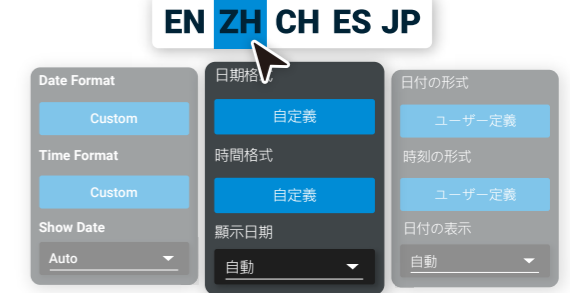 EN ZH CH ES JP
Date Format
Custom
Time Format
Custom
Show Date
Auto
日期格式
自定義
時間格式
自定義
顯示日期
自動
日付の形式
ユーザー定義
時刻の形式
ユーザー定義
日付の表示
自動